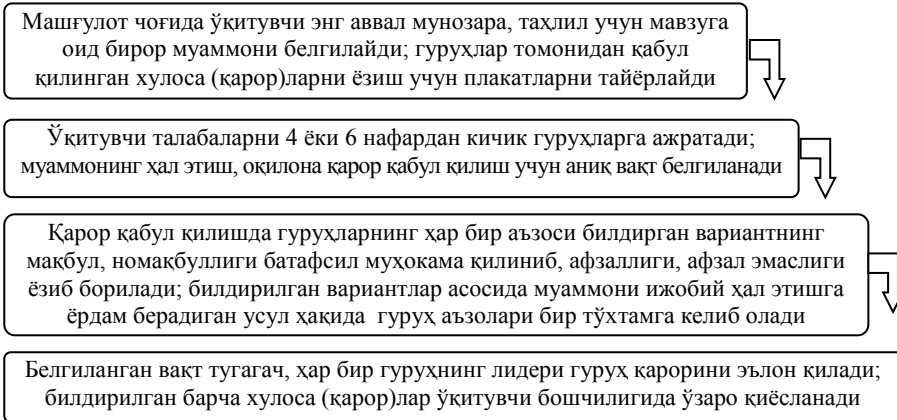 Машғулот чоғида ўқитувчи энг аввал мунозара, таҳлил учун мавзуга
оид бирор муаммони белгилайди; гуруҳлар томонидан қабул
қилинган хулоса (қарор)ларни ёзиш учун плакатларни тайёрлайди
Ўқитувчи талабаларни 4 ёки 6 нафардан кичик гуруҳларга ажратади;
муаммонинг ҳал этиш, оқилона қарор қабул қилиш учун аниқ вақт белгиланади
Қарор қабул қилишда гуруҳларнинг ҳар бир аъзоси билдирган вариантнинг
мақбул, номақбуллиги батафсил муҳокама қилиниб, афзаллиги, афзал эмаслиги
ёзиб борилади; билдирилган вариантлар асосида муаммони ижобий ҳал этишга
ёрдам берадиган усул ҳақида гуруҳ аъзолари бир тўхтамга келиб олади
Белгиланган вақт тугагач, ҳар бир гуруҳнинг лидери гуруҳ қарорини эълон қилади;
билдирилган барча хулоса (қарор)лар ўқитувчи бошчилигида ўзаро қиёсланади